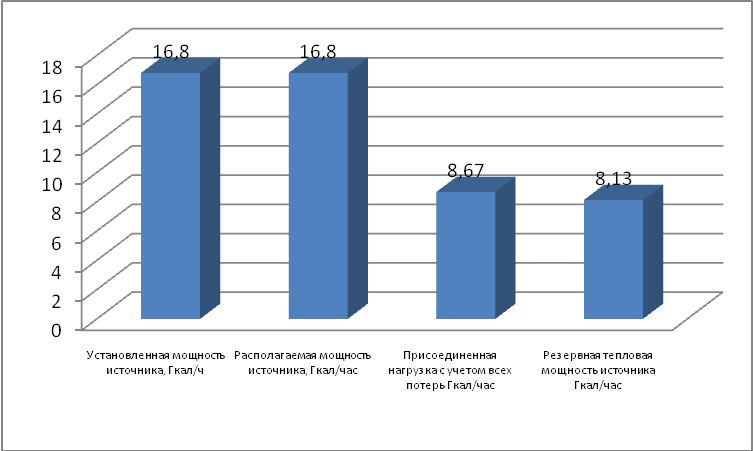 16,8
16,8
8,67
8,13
18
16
14
12
10
8
6
4
2
0
Установленная мощность
источника, Гкал/ч
Располагаемая мощность
источника, Гкал/час
Присоединенная
нагрузка с учетом всех
потерь Гкал/час
Резервная тепловая
мощность источника
Гкал/час